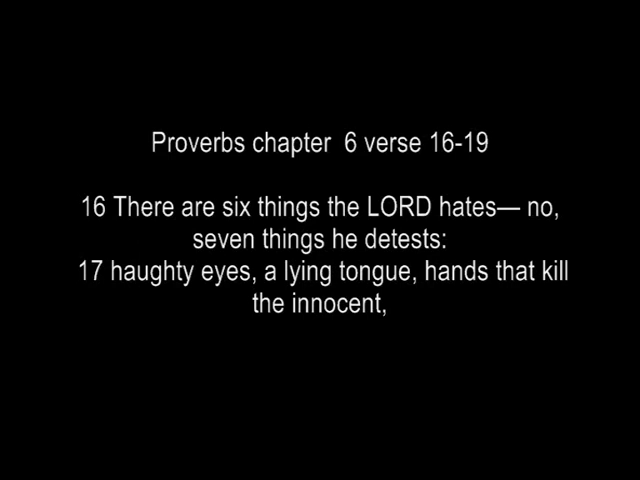 Proverbs chapter  6 verse 16-19
16 There are six things the LORD hates— no,
seven things he detests:
17 haughty eyes, a lying tongue, hands that kill
the innocent,